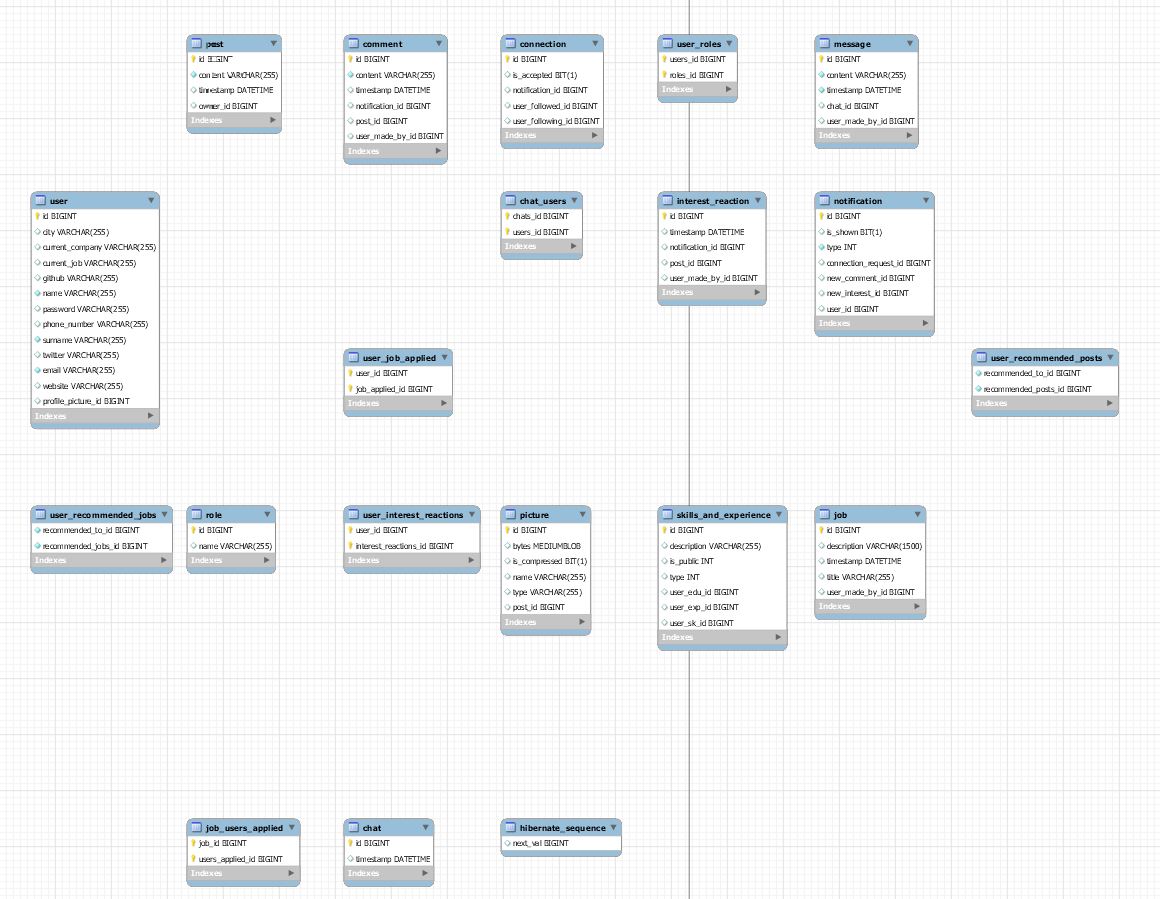 post
id BIGINT
content VARCHAR(255)
timestamp DATETIME
owner_id BIGINT
Indexes
comment
id BIGINT
content VARCHAR(255)
timestamp DATETIME
notification_id BIGINT
post_id BIGINT
user_made_by_id BIGINT
Indexes
connection
id BIGINT
is_accepted BIT(1)
notification_id BIGINT
user_followed_id BIGINT
user_following_id BIGINT
Indexes
user_roles
users_id BIGINT
roles_id BIGINT
Indexes
message
id BIGINT
content VARCHAR(255)
timestamp DATETIME
chat_id BIGINT
user_made_by_id BIGINT
Indexes
user
id BIGINT
city VARCHAR(255)
current_company VARCHAR(255)
current_job VARCHAR(255)
github VARCHAR(255)
name VARCHAR(255)
password VARCHAR(255)
phone_number VARCHAR(255)
surname VARCHAR(255)
twitter VARCHAR(255)
email VARCHAR(255)
website VARCHAR(255)
profile_picture_id BIGINT
Indexes
chat_users
chats_id BIGINT
users_id BIGINT
Indexes
interest_reaction
id BIGINT
timestamp DATETIME
notification_id BIGINT
post_id BIGINT
user_made_by_id BIGINT
Indexes
notification
id BIGINT
is_shown BIT(1)
type INT
connection_request_id BIGINT
new_comment_id BIGINT
new_interest_id BIGINT
user_id BIGINT
Indexes
user_job_applied
user_id BIGINT
job_applied_id BIGINT
Indexes
user_recommended_posts
recommended_to_id BIGINT
recommended_posts_id BIGINT
Indexes
user_recommended_jobs
recommended_to_id BIGINT
recommended_jobs_id BIGINT
Indexes
role
id BIGINT
name VARCHAR(255)
Indexes
user_interest_reactions
user_id BIGINT
interest_reactions_id BIGINT
Indexes
picture
id BIGINT
bytes MEDIUMBLOB
is_compressed BIT(1)
name VARCHAR(255)
type VARCHAR(255)
post_id BIGINT
Indexes
skills_and_experience
id BIGINT
description VARCHAR(255)
is_public INT
type INT
user_edu_id BIGINT
user_exp_id BIGINT
user_sk_id BIGINT
Indexes
job
id BIGINT
description VARCHAR(1500)
timestamp DATETIME
title VARCHAR(255)
user_made_by_id BIGINT
Indexes
job_users_applied
job_id BIGINT
users_applied_id BIGINT
Indexes
chat
id BIGINT
timestamp DATETIME
Indexes
hibernate_sequence
next_val BIGINT